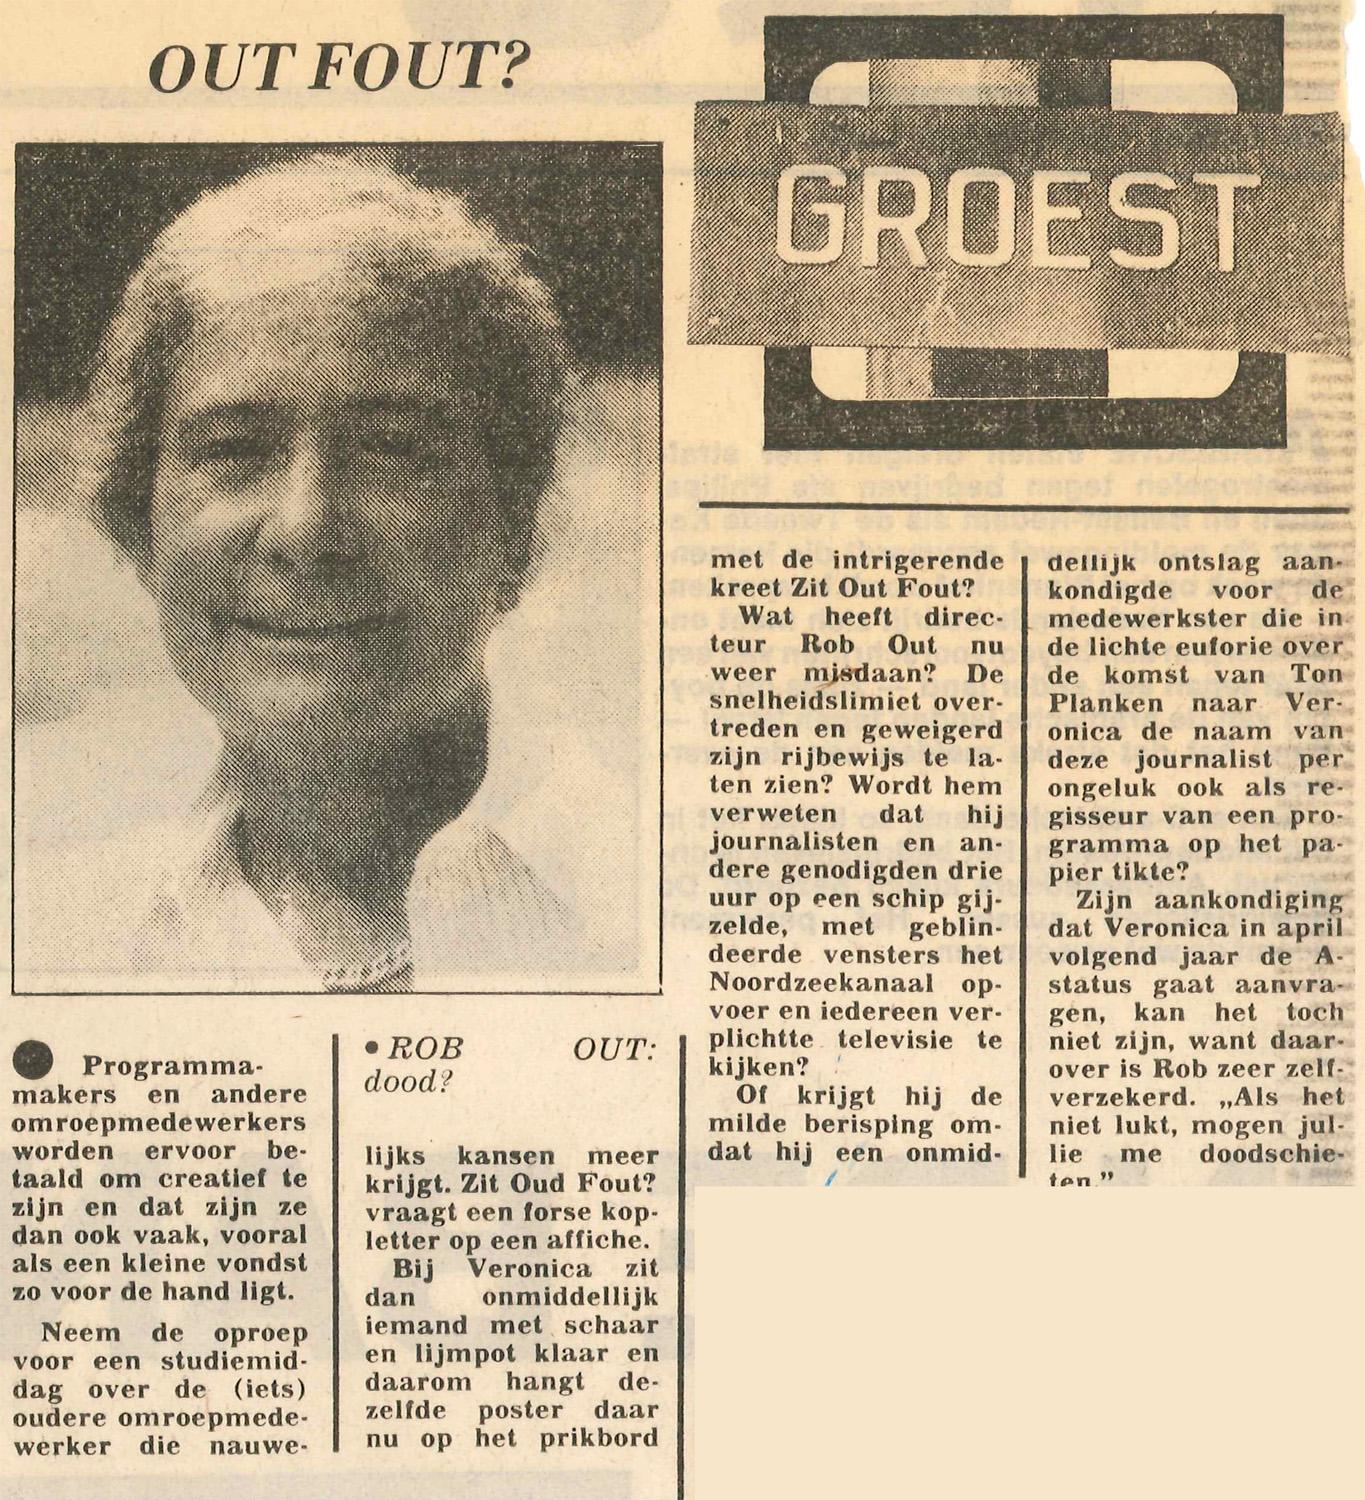 OUT FOUT?
GROEST
● Programma-
makers en andere
omroepmedewerkers
worden ervoor be-
taald om creatief te
zijn en dat zijn ze
dan ook vaak, vooral
als een kleine vondst
zo voor de hand ligt.
Neem de oproep
voor een studiemid-
dag over de (iets)
oudere omroepmede-
werker die nauwe-
• ROB OUT:
dood?
lijks kansen meer
krijgt. Zit Oud Fout?
vraagt een forse kop-
letter op een affiche.
Bij Veronica zit
dan onmiddellijk
iemand met schaar
en lijmpot klaar en
daarom hangt de-
zelfde poster daar
nu op het prikbord
met de intrigerende
kreet Zit Out Fout?
Wat heeft direc-
teur Rob Out nu
weer misdaan? De
snelheidslimiet over-
treden en geweigerd
zijn rijbewijs te la-
ten zien? Wordt hem
verweten dat hij
journalisten en an-
dere genodigden drie
uur op een schip gij-
zelde, met geblin-
deerde vensters het
Noordzeekanaal op-
voer en iedereen ver-
plichtte televisie te
kijken?
Of krijgt hij de
milde berisping om-
dat hij een onmid-
dellijk ontslag aan-
kondigde voor de
medewerkster die in
de lichte euforie over
de komst van Ton
Planken naar Ver-
onica de naam van
deze journalist per
ongeluk ook als re-
gisseur van een pro-
gramma op het pa-
pier tikte?
Zijn aankondiging
dat Veronica in april
volgend jaar de A-
status gaat aanvra-
gen, kan het toch
niet zijn, want daar-
over is Rob zeer zelf-
verzekerd. „Als het
niet lukt, mogen jul-
lie me doodschie-
ten.”